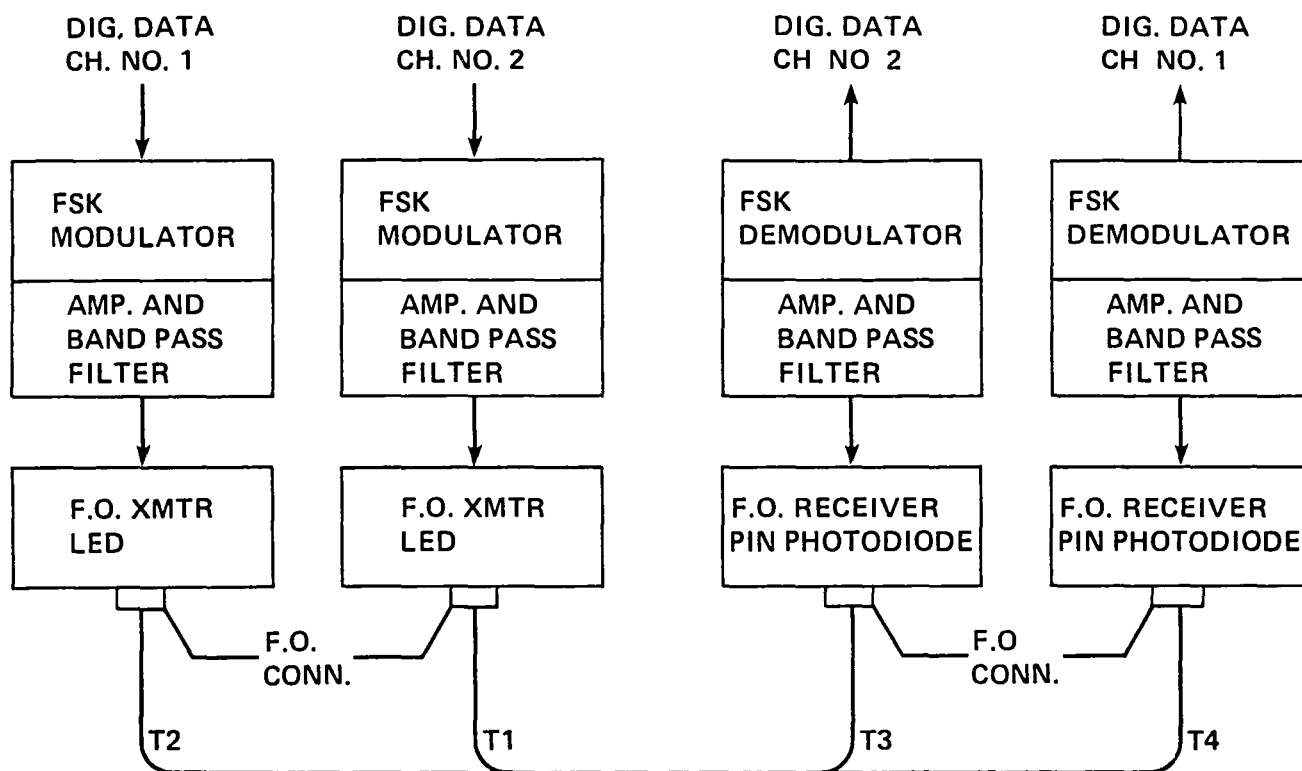 DIG. DATA
CH. NO. 1
DIG. DATA
CH. NO. 2
DIG. DATA
CH NO 2
DIG. DATA
CH NO. 1
FSK
MODULATOR
FSK
MODULATOR
FSK
DEMODULATOR
FSK
DEMODULATOR
AMP. AND
BAND PASS
FILTER
AMP. AND
BAND PASS
FILTER
AMP. AND
BAND PASS
FILTER
AMP. AND
BAND PASS
FILTER
F.O. XMTR
LED
F.O. XMTR
LED
F.O. RECEIVER
PIN PHOTODIODE
F.O. RECEIVER
PIN PHOTODIODE
F.O.
CONN.
F.O
CONN.
T2
T1
T3
T4